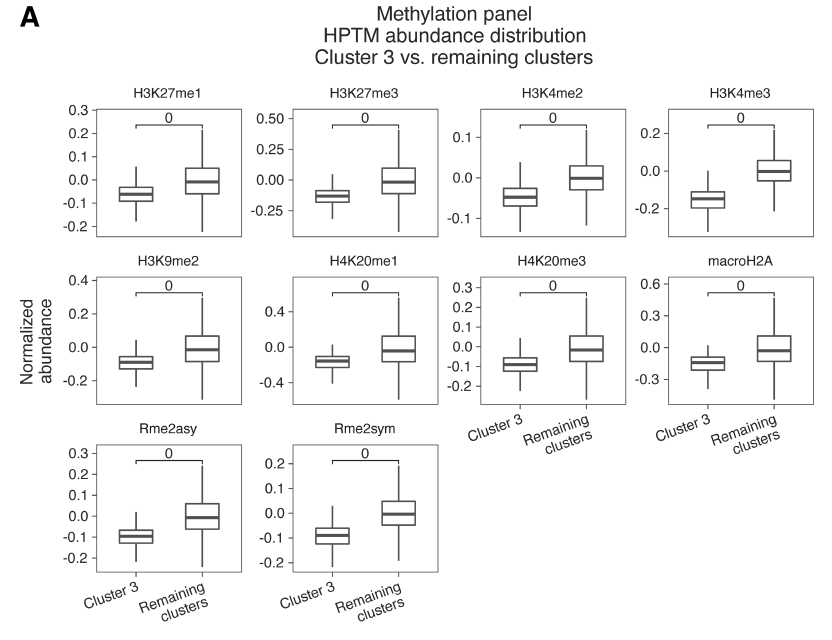 A
Methylation panel
HPTM abundance distribution
Cluster 3 vs. remaining clusters
H3K27me1
0
0.3
0.2
0.1
0.0
-0.1
-0.2
H3K27me3
0
0.50
0.25
0.00
-0.25
H3K4me2
0
0.1
0.0
-0.1
H3K4me3
0
0.2
0.0
-0.2
Normalized
abundance
H3K9me2
0
0.4
0.2
0.0
-0.2
H4K20me1
0
0.4
0.0
-0.4
H4K20me3
0
0.3
0.2
0.1
0.0
-0.1
-0.2
Cluster 3
Remaining
clusters
macroH2A
0
0.6
0.3
0.0
-0.3
Cluster 3
Remaining
clusters
Rme2asy
0
0.3
0.2
0.1
0.0
-0.1
-0.2
Cluster 3
Remaining
clusters
Rme2sym
0
0.2
0.1
0.0
-0.1
-0.2
Cluster 3
Remaining
clusters